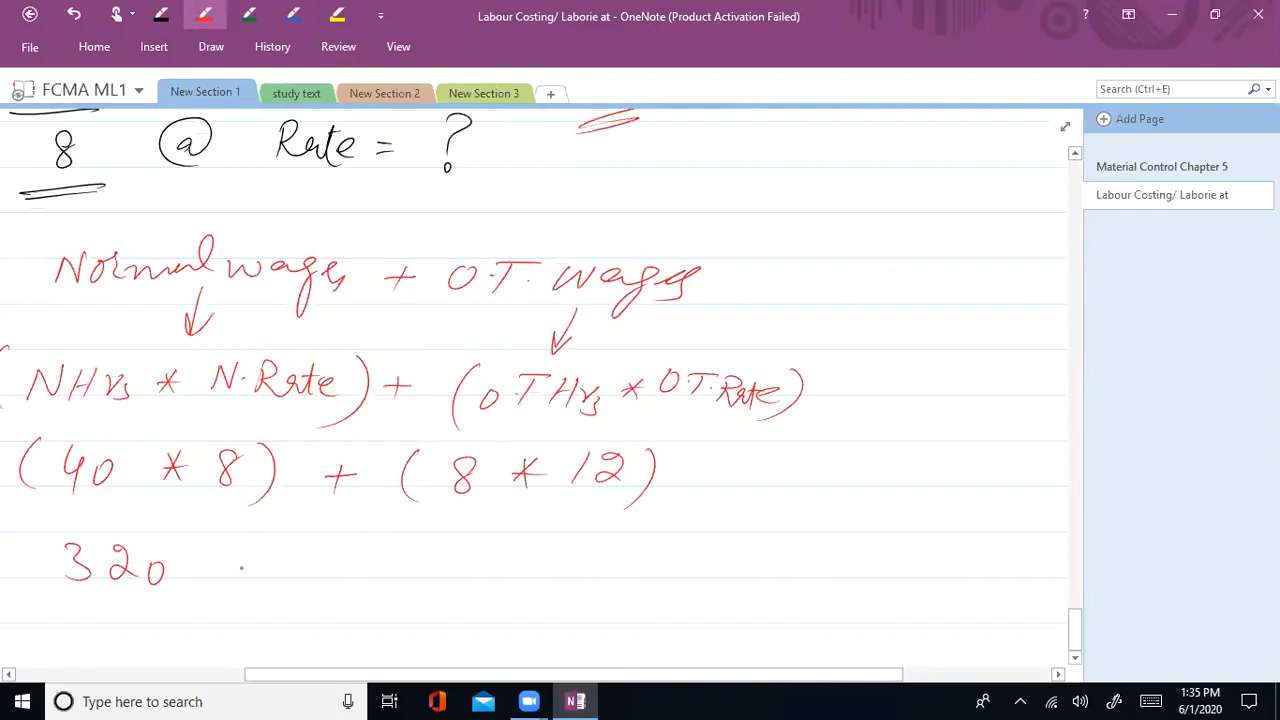 Labour Costing/ Laborie at - OneNote (Product Activation Failed)
File Home Insert Draw History Review View
FCMA ML1 New Section 1 study text New Section 2 New Section 3 Search (Ctrl+E)
Add Page
Material Control Chapter 5
Labour Costing/ Laborie at
8 @ Rate = ?
Normal wages + O.T. wages
( NHrs * N.Rate ) + ( O.T Hrs * O.T. Rate )
( 40 * 8 ) + ( 8 * 12 )
320
Type here to search
1:35 PM
6/1/2020